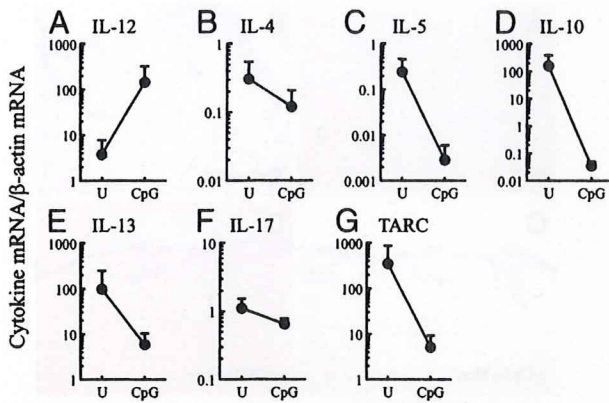 Cytokine mRNA/β-actin mRNA
A IL-12
1000
100
10
1
U CpG
B IL-4
1
0.1
0.01
U CpG
C IL-5
1
0.1
0.01
0.001
U CpG
D IL-10
1000
100
10
1
0.1
0.01
U CpG
E IL-13
1000
100
10
1
U CpG
F IL-17
10
1
0.1
U CpG
G TARC
1000
100
10
1
U CpG